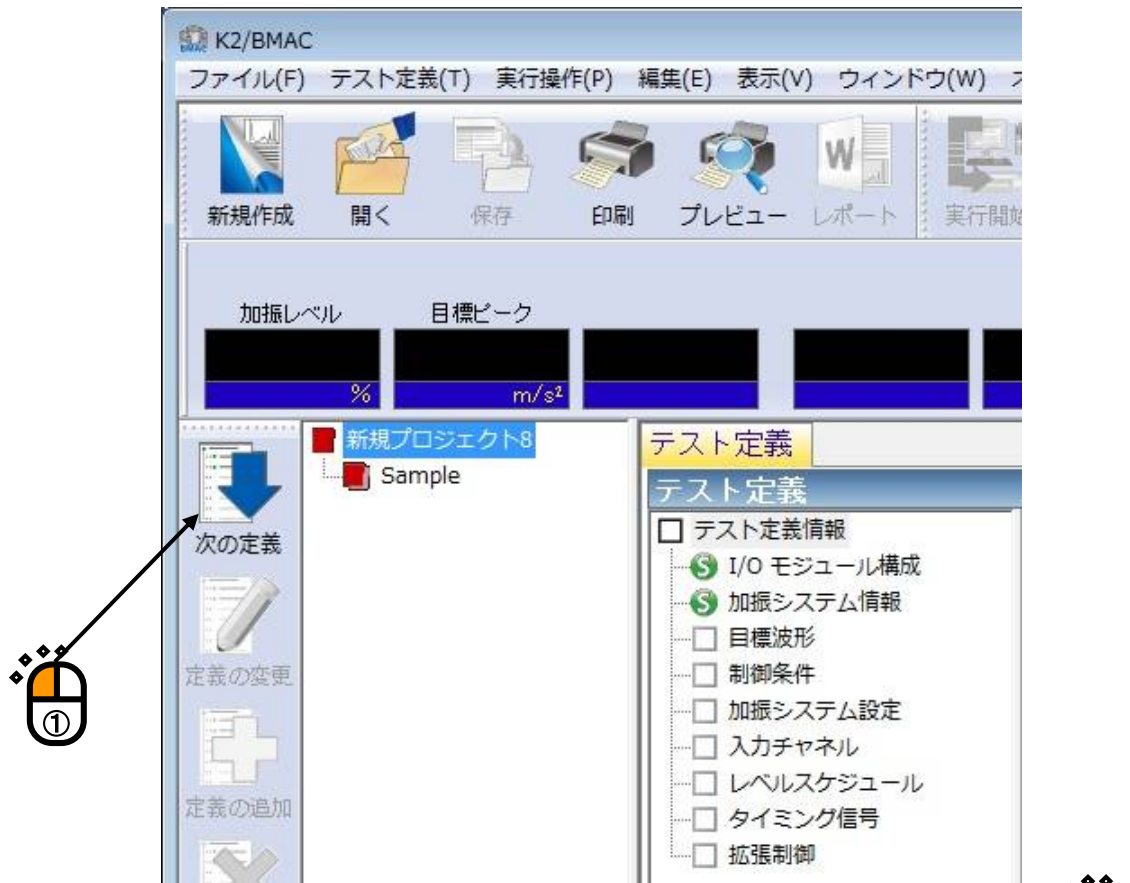 K2/BMAC
ファイル(F) テスト定義(T) 実行操作(P) 編集(E) 表示(V) ウィンドウ(W)
新規作成 開く 保存 印刷 プレビュー レポート 実行開始
加振レベル 目標ピーク
% m/s²
新規プロジェクト8
Sample
次の定義
定義の変更
定義の追加
①
テスト定義
テスト定義
テスト定義情報
I/O モジュール構成
加振システム情報
目標波形
制御条件
加振システム設定
入力チャネル
レベルスケジュール
タイミング信号
拡張制御